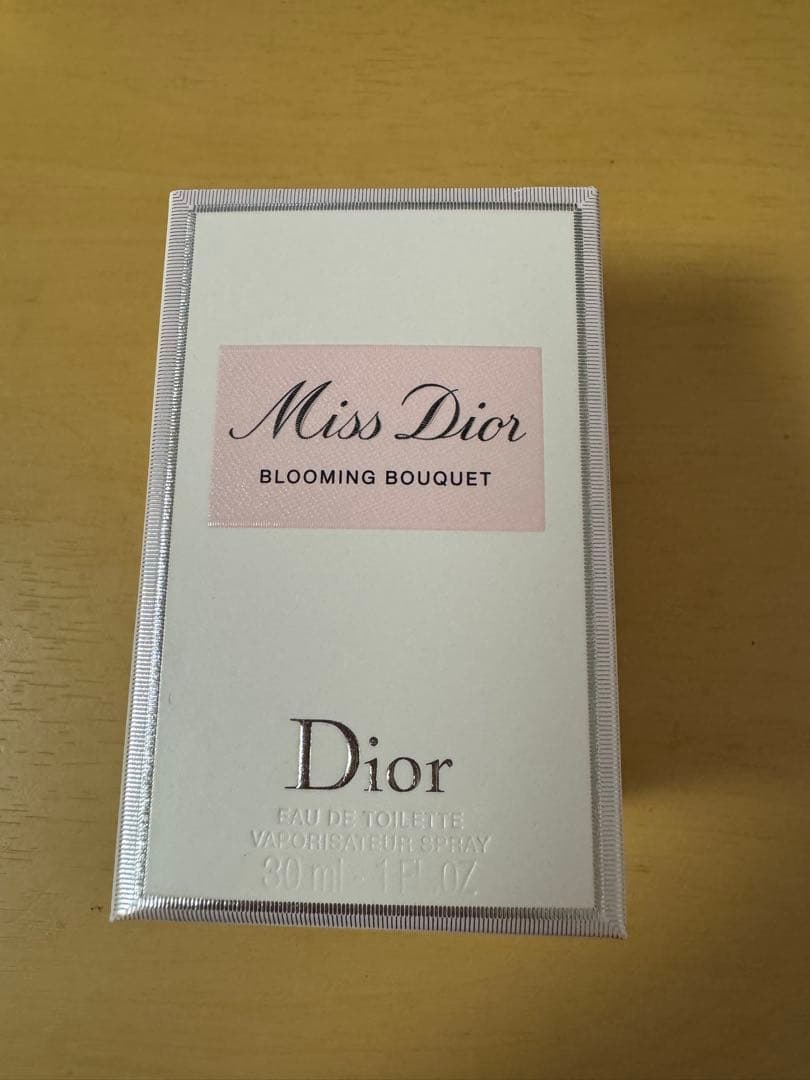 Miss Dior
BLOOMING BOUQUET
Dior
EAU DE TOILETTE
VAPORISATEUR SPRAY
30 ml - 1 FL.OZ